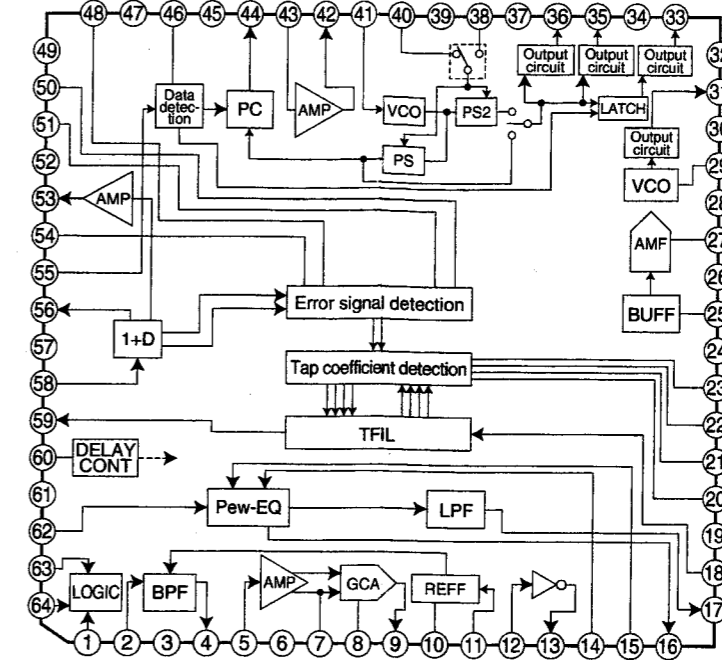 48 47 46 45 44 43 42 41 40 39 38 37 36 35 34 33
49
50
51
52
53
54
55
56
57
58
59
60
61
62
63
64
31
29
28
27
26
25
24
23
22
21
20
19
18
17
Data
detec-
tion
PC
AMP
VCO
PS2
PS
Output
circuit
Output
circuit
Output
circuit
LATCH
Output
circuit
VCO
AMP
AMF
BUFF
Error signal detection
1+D
Tap coefficient detection
TFIL
DELAY
CONT
Pew-EQ
LPF
LOGIC
BPF
AMP
GCA
REFF
1 2 3 4 5 6 7 8 9 10 11 12 13 14 15 16